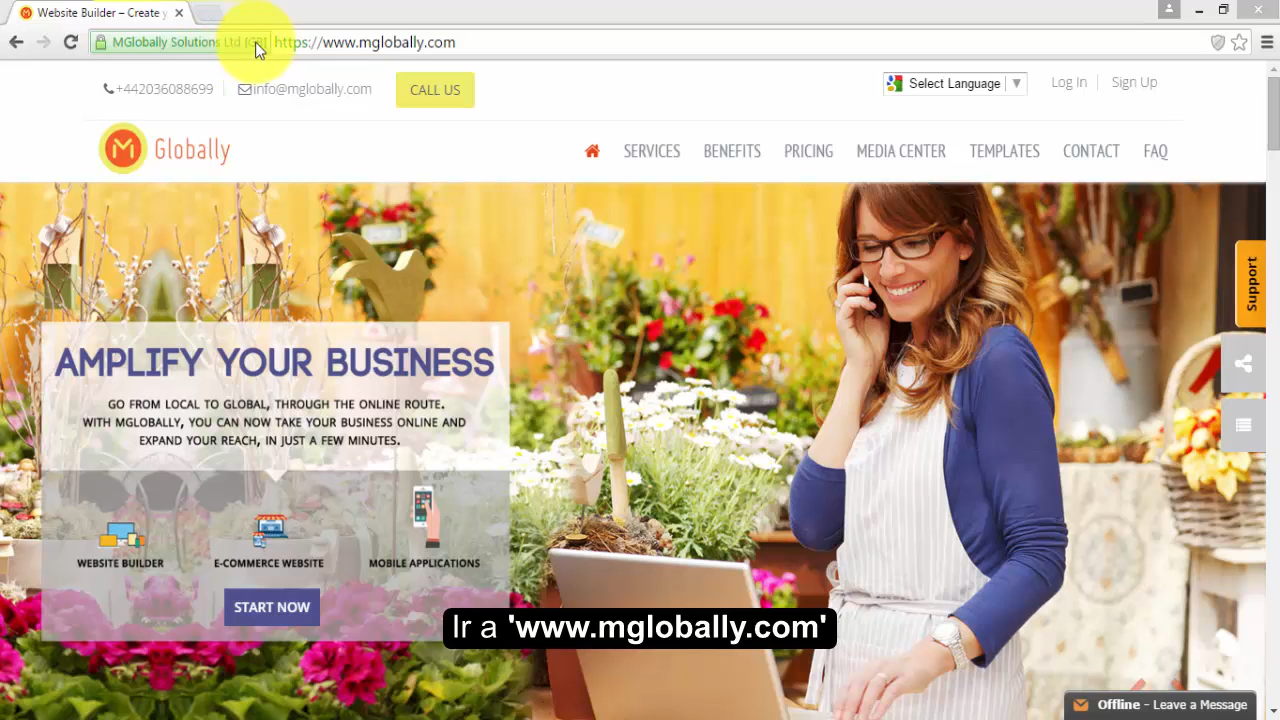 Website Builder – Create y
MGlobally Solutions Ltd [GB] https://www.mglobally.com
info@mglobally.com
CALL US
Select Language
Log In
Sign Up
M Globally
SERVICES
BENEFITS
PRICING
MEDIA CENTER
TEMPLATES
CONTACT
FAQ
AMPLIFY YOUR BUSINESS
GO FROM LOCAL TO GLOBAL, THROUGH THE ONLINE ROUTE.
WITH MGLOBALLY, YOU CAN NOW TAKE YOUR BUSINESS ONLINE AND
EXPAND YOUR REACH, IN JUST A FEW MINUTES.
WEBSITE BUILDER
E-COMMERCE WEBSITE
MOBILE APPLICATIONS
START NOW
Support
Ir a 'www.mglobally.com'
Offline – Leave a Message